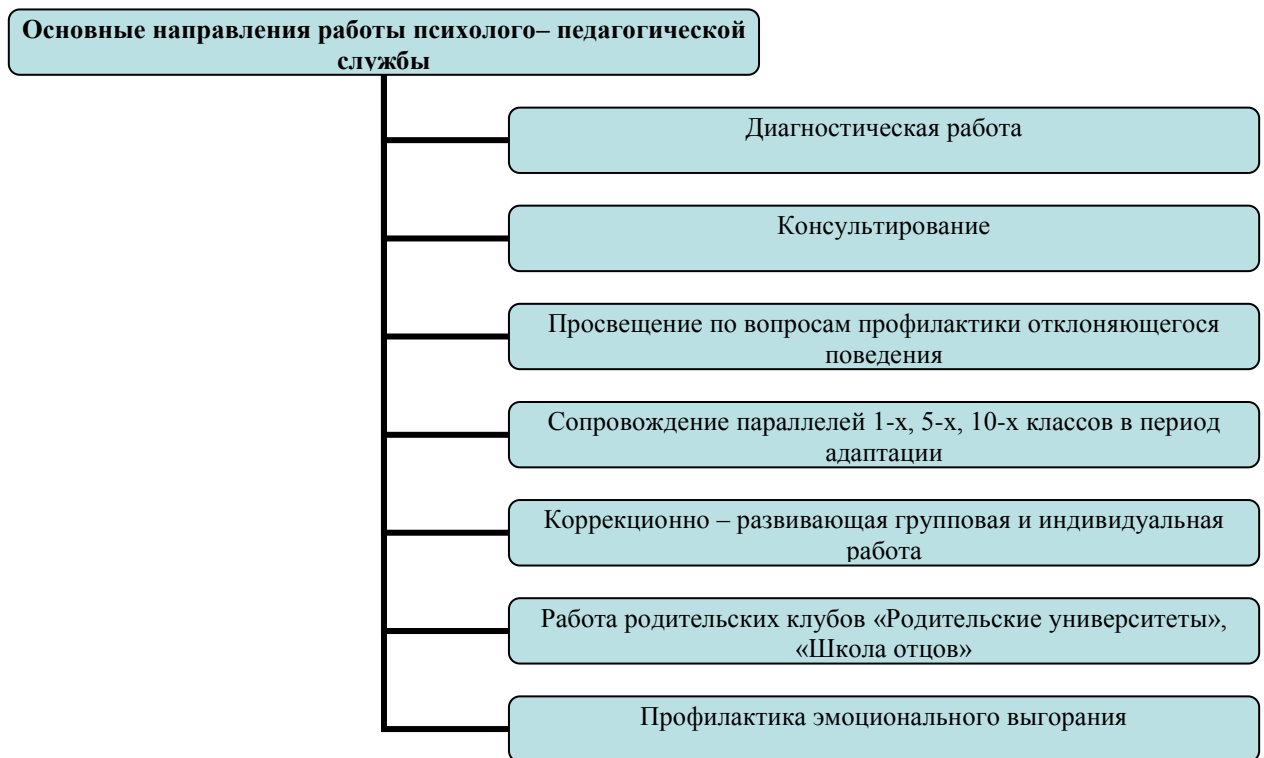 Основные направления работы психолого– педагогической
службы
Диагностическая работа
Консультирование
Просвещение по вопросам профилактики отклоняющегося
поведения
Сопровождение параллелей 1-х, 5-х, 10-х классов в период
адаптации
Коррекционно – развивающая групповая и индивидуальная
работа
Работа родительских клубов «Родительские университеты»,
«Школа отцов»
Профилактика эмоционального выгорания